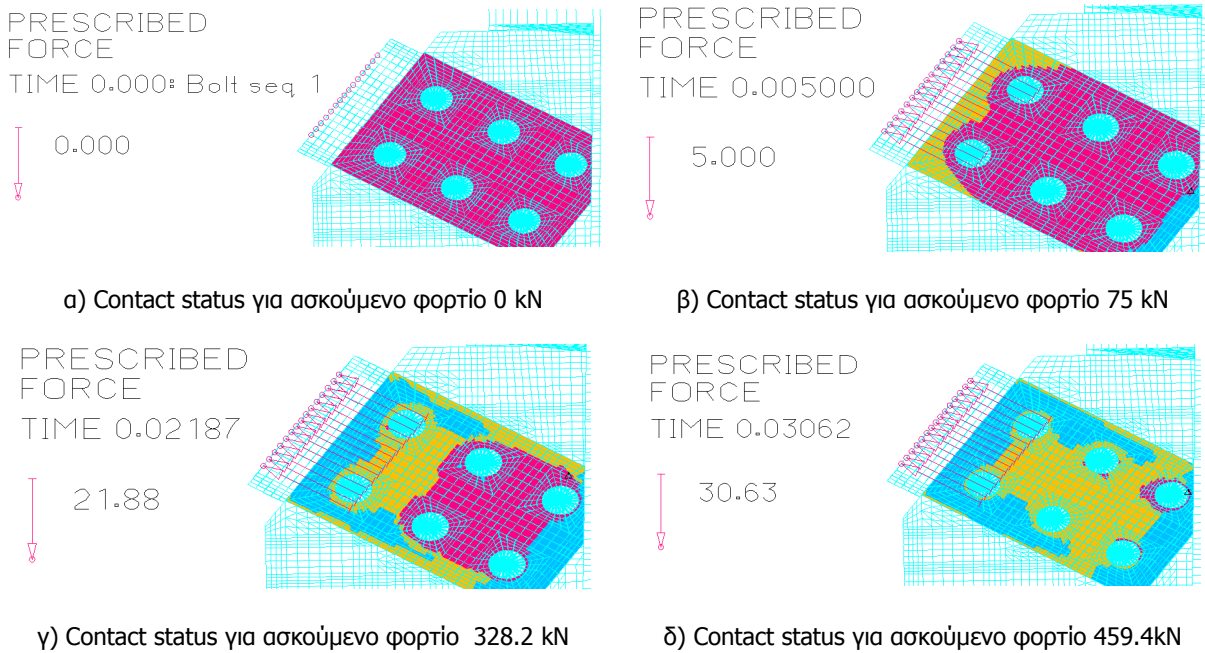 PRESCRIBED
FORCE
TIME 0.000: Bolt seq 1
0.000
PRESCRIBED
FORCE
TIME 0.005000
5.000
α) Contact status για ασκούμενο φορτίο 0 kN
β) Contact status για ασκούμενο φορτίο 75 kN
PRESCRIBED
FORCE
TIME 0.02187
21.88
PRESCRIBED
FORCE
TIME 0.03062
30.63
γ) Contact status για ασκούμενο φορτίο 328.2 kN
δ) Contact status για ασκούμενο φορτίο 459.4kN